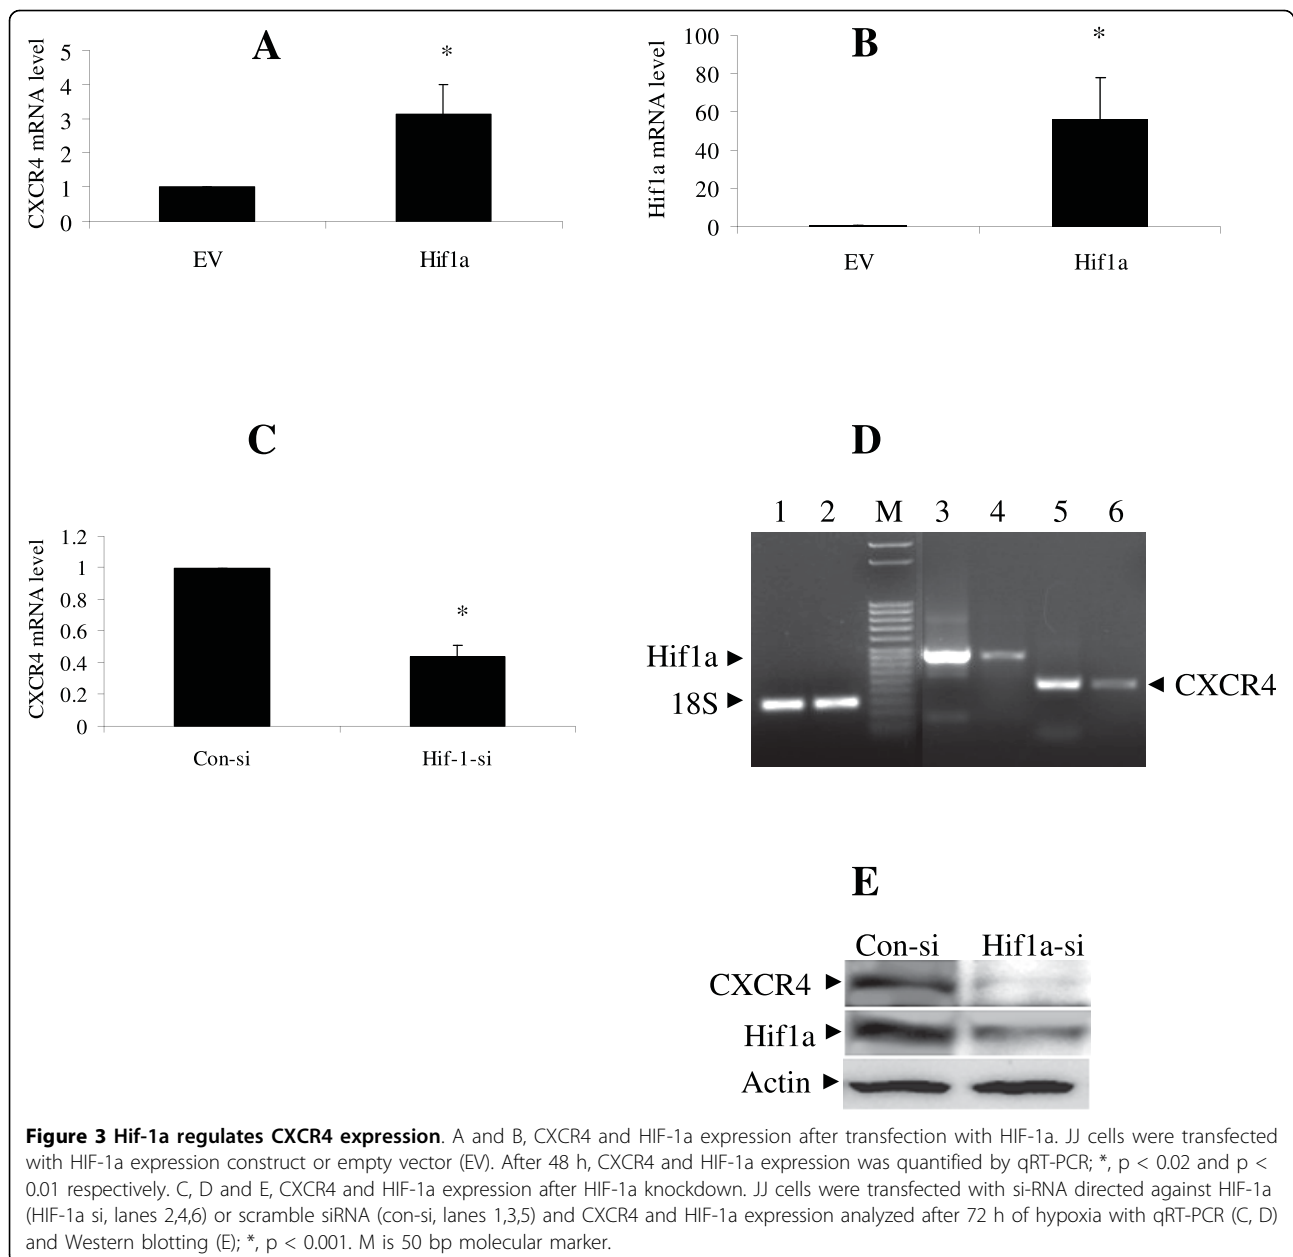 A
CXCR4 mRNA level
5
4
3
2
1
0
*
EV
Hif1a
B
Hif1a mRNA level
100
80
60
40
20
0
*
EV
Hif1a
C
CXCR4 mRNA level
1.2
1
0.8
0.6
0.4
0.2
0
*
Con-si
Hif-1-si
D
1 2 M 3 4 5 6
Hif1a ►
18S ►
◄ CXCR4
E
Con-si Hif1a-si
CXCR4 ►
Hif1a ►
Actin ►
Figure 3 Hif-1a regulates CXCR4 expression. A and B, CXCR4 and HIF-1a expression after transfection with HIF-1a. JJ cells were transfected
with HIF-1a expression construct or empty vector (EV). After 48 h, CXCR4 and HIF-1a expression was quantified by qRT-PCR; *, p < 0.02 and p <
0.01 respectively. C, D and E, CXCR4 and HIF-1a expression after HIF-1a knockdown. JJ cells were transfected with si-RNA directed against HIF-1a
(HIF-1a si, lanes 2,4,6) or scramble siRNA (con-si, lanes 1,3,5) and CXCR4 and HIF-1a expression analyzed after 72 h of hypoxia with qRT-PCR (C, D)
and Western blotting (E); *, p < 0.001. M is 50 bp molecular marker.